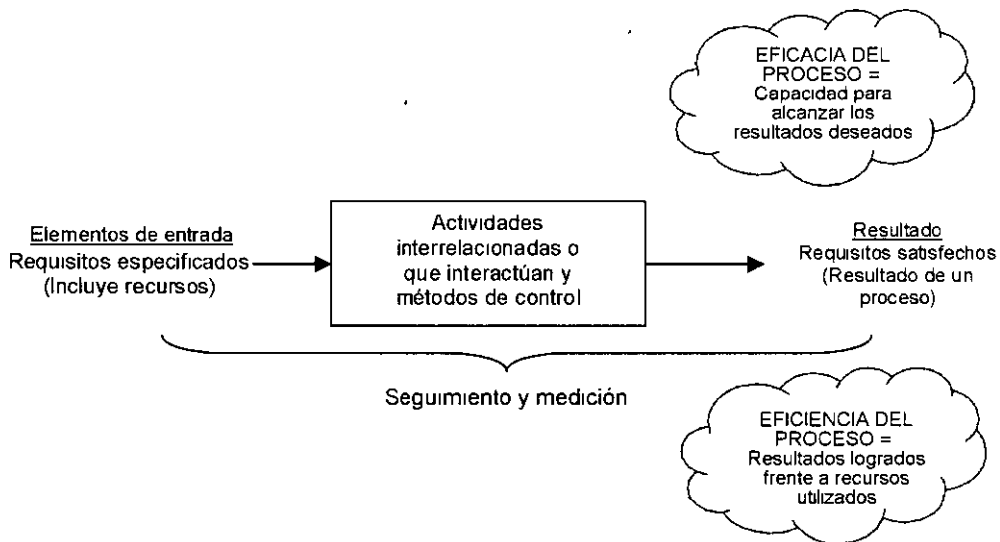 EFICACIA DEL
PROCESO =
Capacidad para
alcanzar los
resultados deseados
Elementos de entrada
Requisitos especificados
(Incluye recursos)
Actividades
interrelacionadas o
que interactúan y
métodos de control
Resultado
Requisitos satisfechos
(Resultado de un
proceso)
Seguimiento y medición
EFICIENCIA DEL
PROCESO =
Resultados logrados
frente a recursos
utilizados